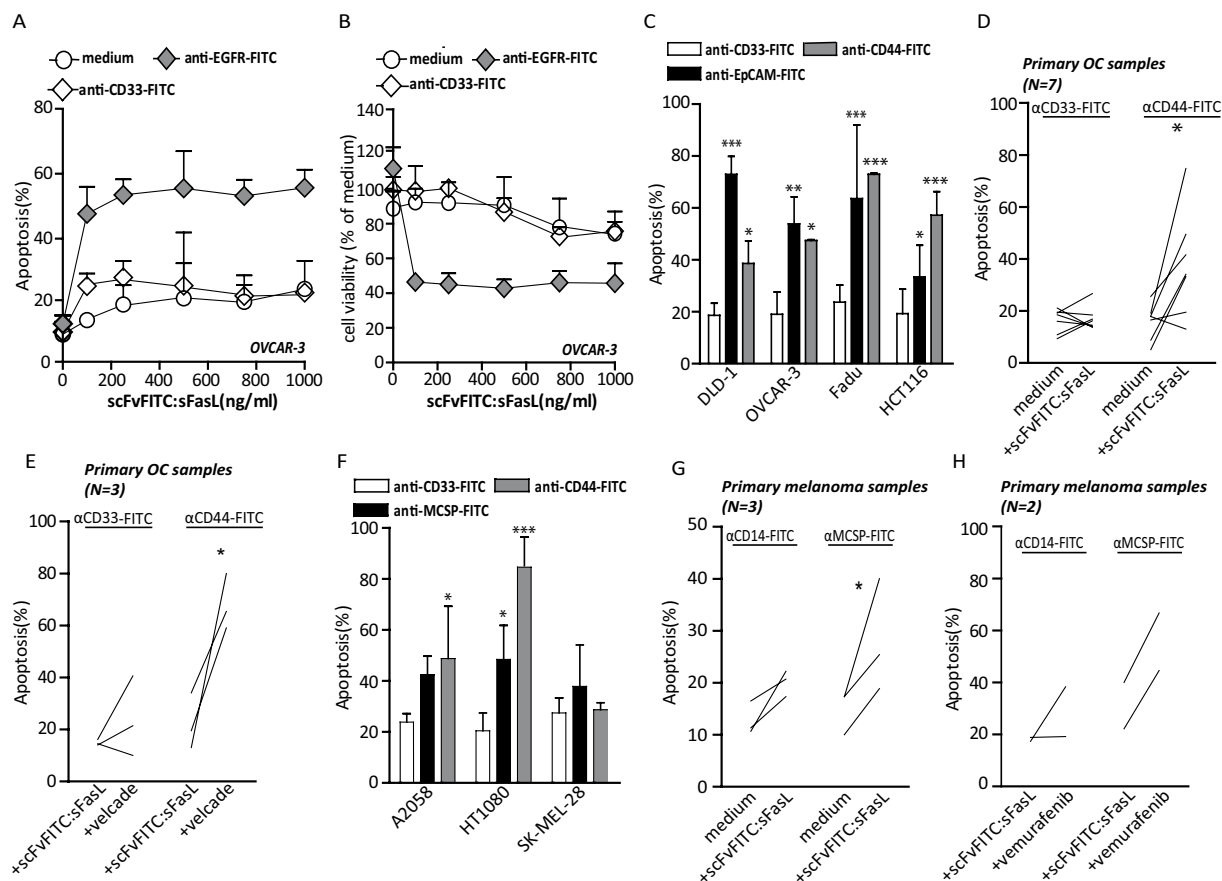 A
medium
anti-EGFR-FITC
anti-CD33-FITC
80
60
40
20
0
Apoptosis(%)
OVCAR-3
0 200 400 600 800 1000
scFvFITC:sFasL(ng/ml)
B
medium
anti-EGFR-FITC
anti-CD33-FITC
140
120
100
80
60
40
20
0
cell viability (% of medium)
OVCAR-3
0 200 400 600 800 1000
scFvFITC:sFasL(ng/ml)
C
anti-CD33-FITC
anti-CD44-FITC
anti-EpCAM-FITC
100
80
60
40
20
0
Apoptosis(%)
*** * ** * *** *** * ***
DLD-1
OVCAR-3
Fadu
HCT116
D
Primary OC samples
(N=7)
αCD33-FITC
αCD44-FITC
*
100
80
60
40
20
0
Apoptosis(%)
medium
+scFvFITC:sFasL
medium
+scFvFITC:sFasL
E
Primary OC samples
(N=3)
αCD33-FITC
αCD44-FITC
*
100
80
60
40
20
0
Apoptosis(%)
+scFvFITC:sFasL
+velcade
+scFvFITC:sFasL
+velcade
F
anti-CD33-FITC
anti-CD44-FITC
anti-MCSP-FITC
100
80
60
40
20
0
Apoptosis(%)
* * ***
A2058
HT1080
SK-MEL-28
G
Primary melanoma samples
(N=3)
αCD14-FITC
αMCSP-FITC
*
50
40
30
20
10
0
Apoptosis(%)
medium
+scFvFITC:sFasL
medium
+scFvFITC:sFasL
H
Primary melanoma samples
(N=2)
αCD14-FITC
αMCSP-FITC
100
80
60
40
20
0
Apoptosis(%)
+scFvFITC:sFasL
+vemurafenib
+scFvFITC:sFasL
+vemurafenib